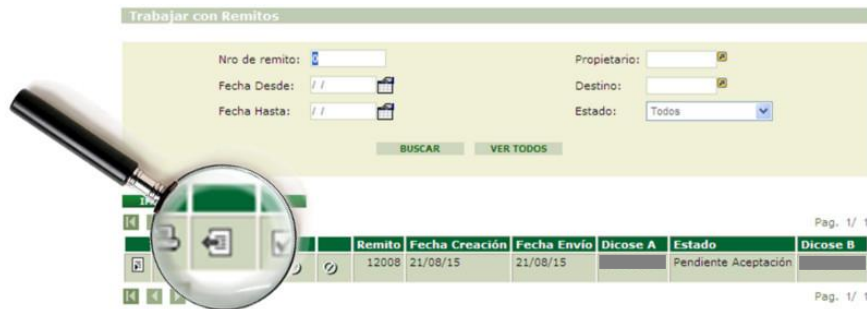 Trabajar con Remitos
Nro de remito: 0 Propietario:
Fecha Desde: / / Destino:
Fecha Hasta: / / Estado: Todos
BUSCAR VER TODOS
Pag. 1/ 1
Remito Fecha Creación Fecha Envío Dicose A Estado Dicose B
12008 21/08/15 21/08/15 Pendiente Aceptación
Pag. 1/ 1